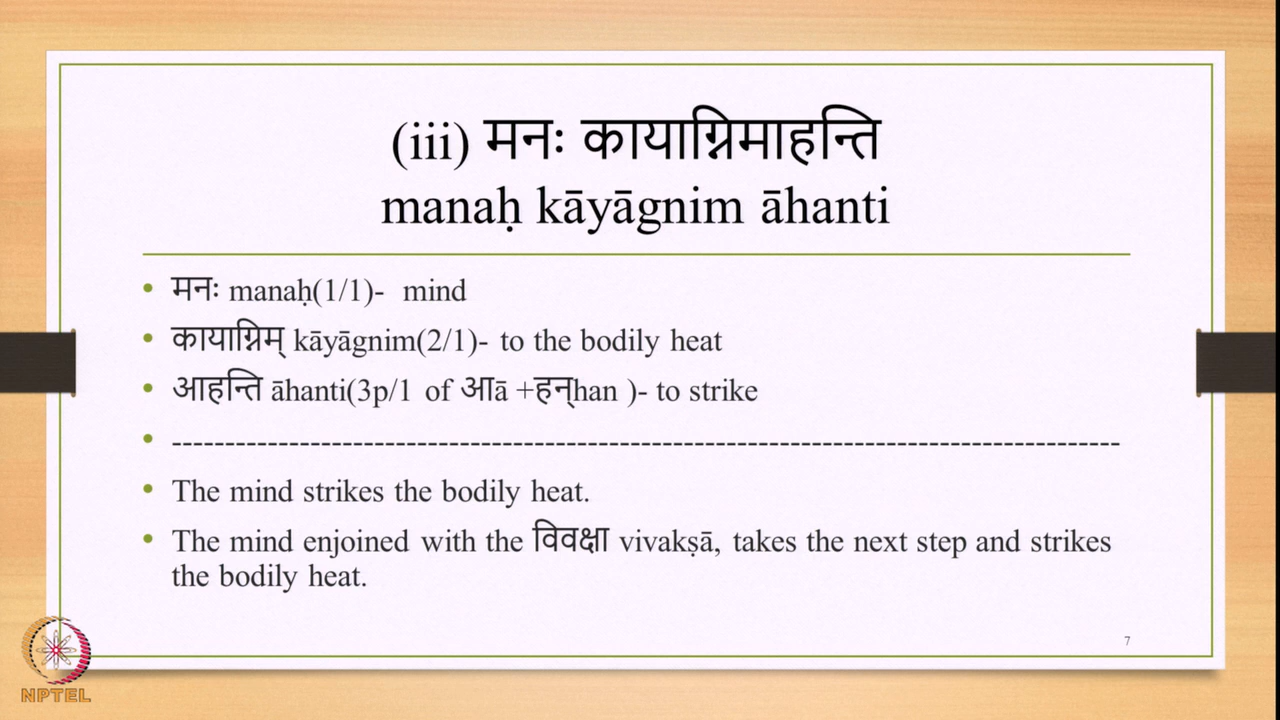 (iii) मनः कायाग्निमाहन्ति
manaḥ kāyāgnim āhanti
• मनः manaḥ(1/1)- mind
• कायाग्निम् kāyāgnim(2/1)- to the bodily heat
• आहन्ति āhanti(3p/1 of आā +हन्han )- to strike
• -----------------------------------------------------------------------------------------
• The mind strikes the bodily heat.
• The mind enjoined with the विवक्षा vivakṣā, takes the next step and strikes
the bodily heat.
7
NPTEL